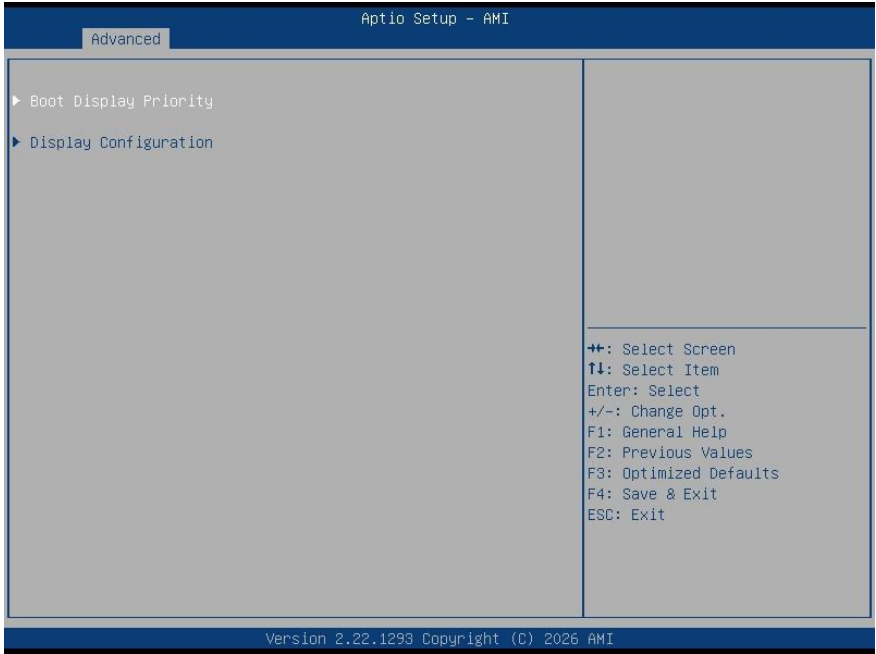 Aptio Setup – AMI
Advanced
▶ Boot Display Priority
▶ Display Configuration
→←: Select Screen
↑↓: Select Item
Enter: Select
+/-: Change Opt.
F1: General Help
F2: Previous Values
F3: Optimized Defaults
F4: Save & Exit
ESC: Exit
Version 2.22.1293 Copyright (C) 2026 AMI